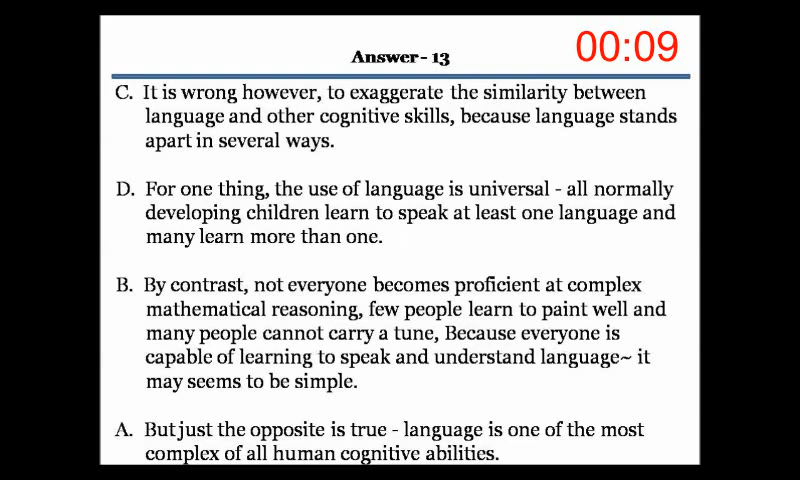 00:09
Answer- 13
C. It is wrong however, to exaggerate the similarity between
language and other cognitive skills, because language stands
apart in several ways.
D. For one thing, the use of language is universal - all normally
developing children learn to speak at least one language and
many learn more than one.
B. By contrast, not everyone becomes proficient at complex
mathematical reasoning, few people learn to paint well and
many people cannot carry a tune, Because everyone is
capable of learning to speak and understand language~ it
may seems to be simple.
A. But just the opposite is true - language is one of the most
complex of all human cognitive abilities.